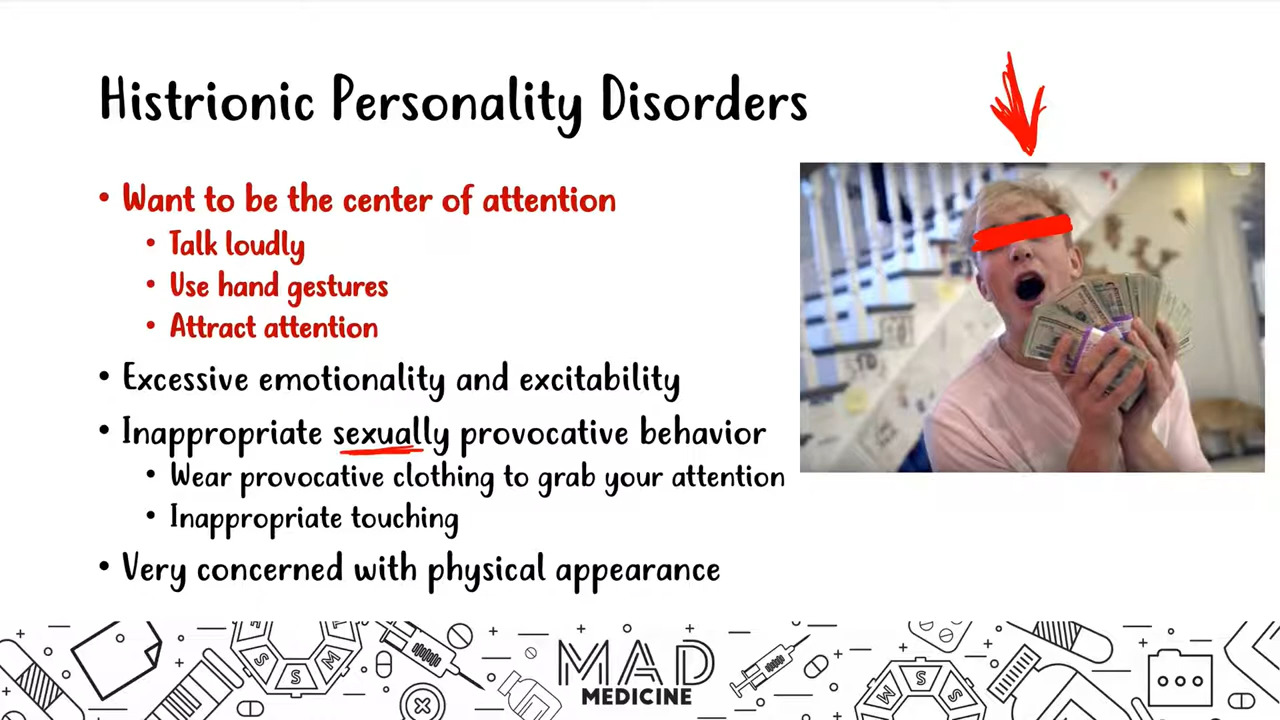 Histrionic Personality Disorders
• Want to be the center of attention
• Talk loudly
• Use hand gestures
• Attract attention
• Excessive emotionality and excitability
• Inappropriate sexually provocative behavior
• Wear provocative clothing to grab your attention
• Inappropriate touching
• Very concerned with physical appearance
MAD
MEDICINE